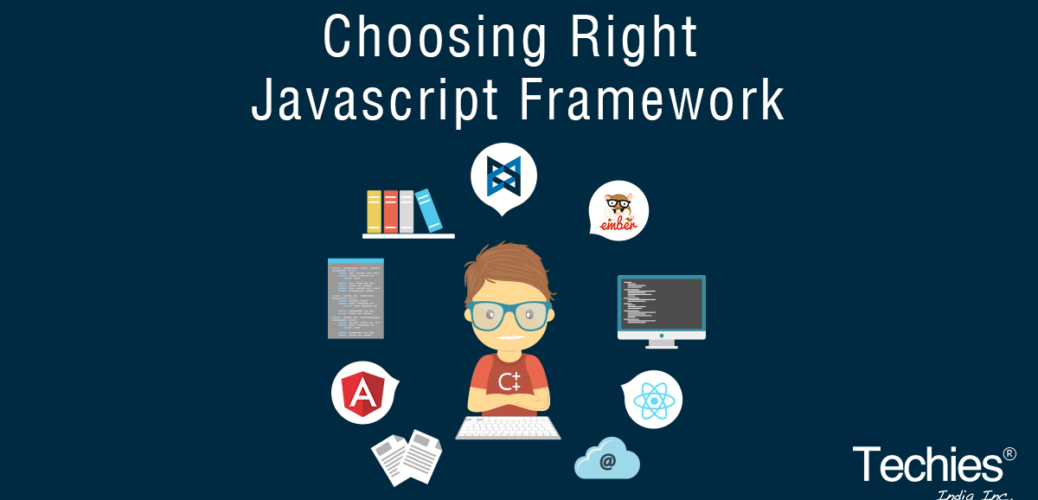 Choosing Right
Javascript Framework
ember
A
C++
@
Techies®
India Inc.